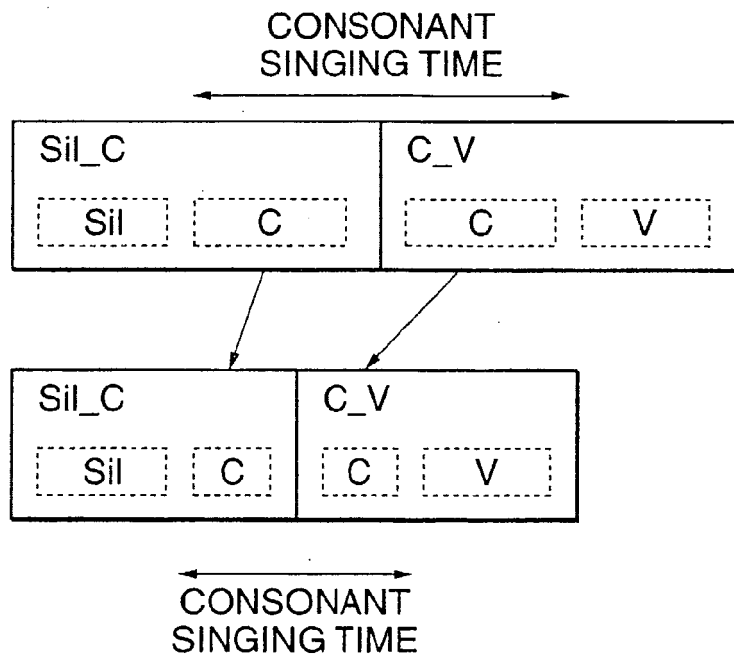 CONSONANT
SINGING TIME
Sil_C
C_V
Sil
C
C
V
Sil_C
C_V
Sil
C
C
V
CONSONANT
SINGING TIME